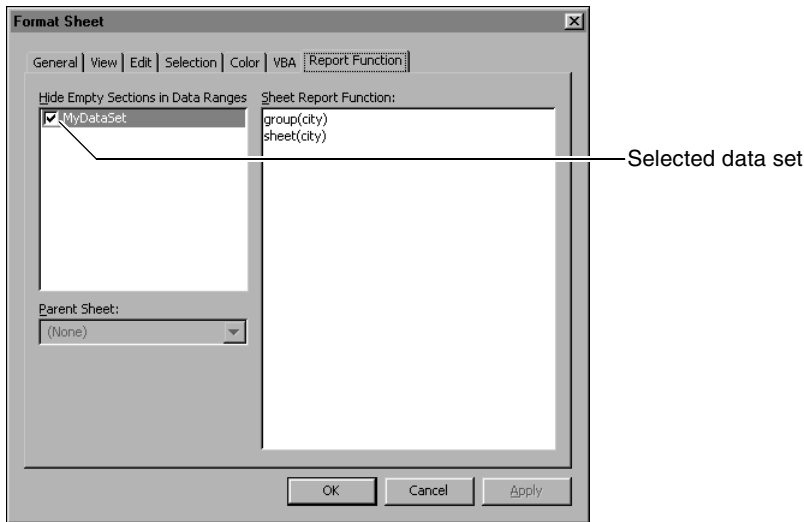 Format Sheet
General View Edit Selection Color VBA Report Function
Hide Empty Sections in Data Ranges
MyDataSet
Parent Sheet:
(None)
Sheet Report Function:
group(city)
sheet(city)
Selected data set
OK Cancel Apply